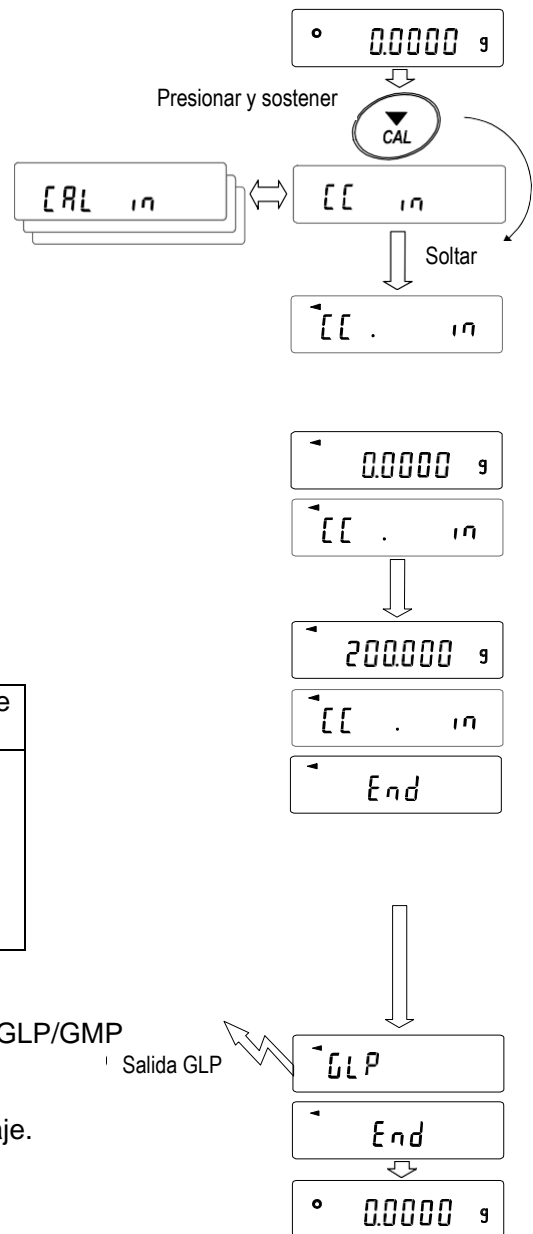 0.0000 g
Presionar y sostener
CAL
CAL in
CC in
Soltar
CC . in
0.0000 g
CC . in
200.000 g
e
CC . in
End
GLP/GMP
Salida GLP
GLP
aje.
End
0.0000 g